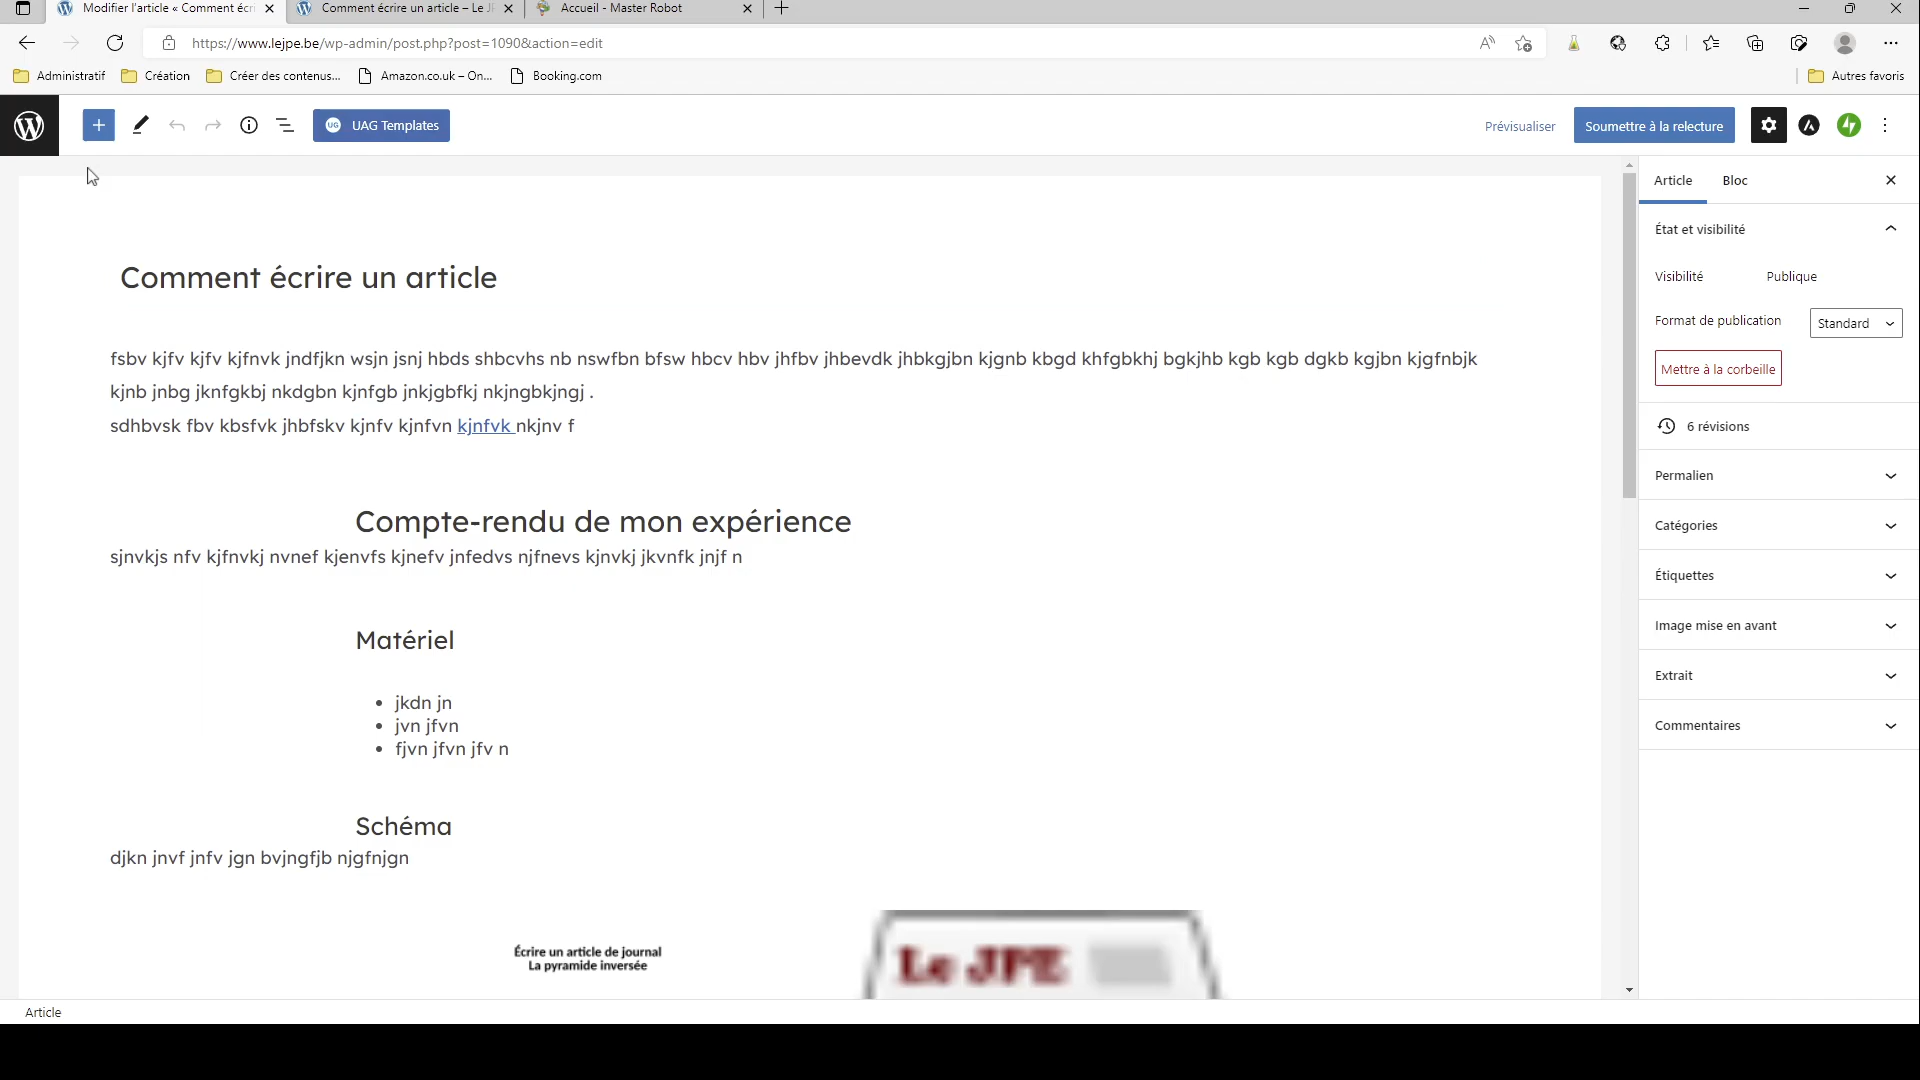 Modifier l'article « Comment écri
Comment écrire un article – Le J
Accueil - Master Robot
https://www.lejpe.be/wp-admin/post.php?post=1090&action=edit
Administratif
Création
Créer des contenus...
Amazon.co.uk – On...
Booking.com
Autres favoris
UAG Templates
Prévisualiser
Soumettre à la relecture
Article
Bloc
Comment écrire un article
fsbv kjfv kjfv kjfnvk jndfjkn wsjn jsnj hbds shbcvhs nb nswfbn bfsw hbcv hbv jhfbv jhbevdk jhbkgjbn kjgnb kbgd khfgbkhj bgkjhb kgb kgb dgkb kgjbn kjgfnbjk
kjnb jnbg jknfgkbj nkdgbn kjnfgb jnkjgbfkj nkjngbkjngj .
sdhbvsk fbv kbsfvk jhbfskv kjnfv kjnfvn kjnfvk nkjnv f
Compte-rendu de mon expérience
sjnvkjs nfv kjfnvkj nvnef kjenvfs kjnefv jnfedvs njfnevs kjnvkj jkvnfk jnjf n
Matériel
• jkdn jn
• jvn jfvn
• fjvn jfvn jfv n
Schéma
djkn jnvf jnfv jgn bvjngfjb njgfnjgn
Écrire un article de journal
La pyramide inversée
Le JPE
État et visibilité
Visibilité
Publique
Format de publication
Standard
Mettre à la corbeille
6 révisions
Permalien
Catégories
Étiquettes
Image mise en avant
Extrait
Commentaires
Article